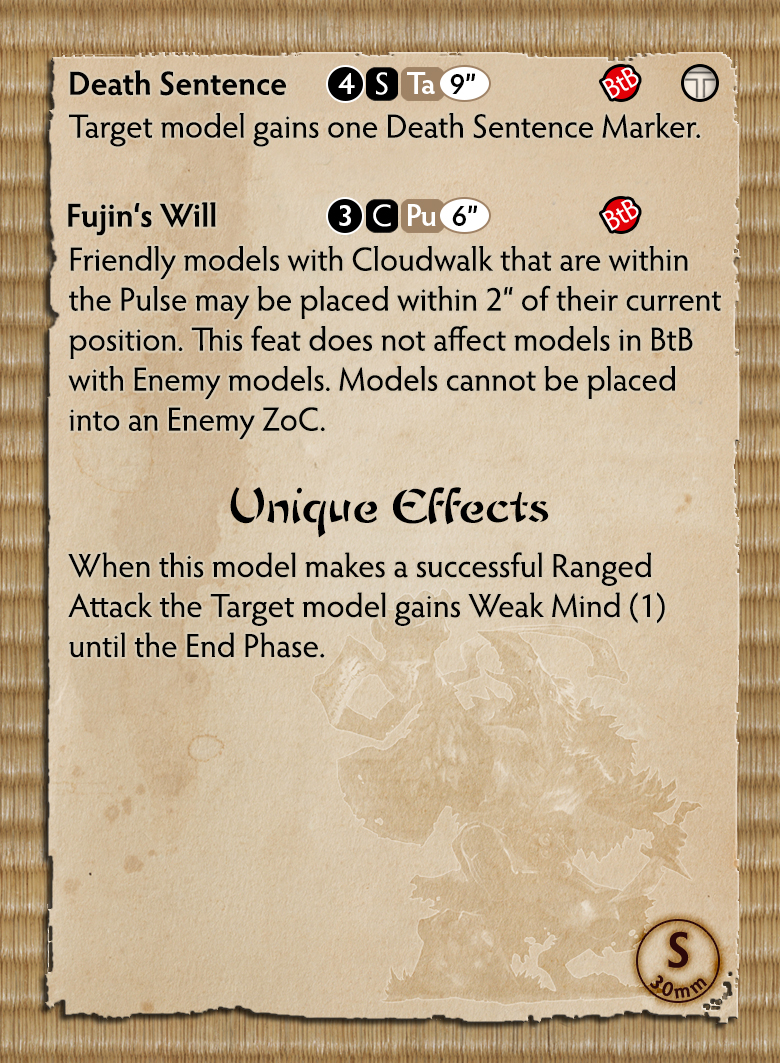 Death Sentence 4 S Ta 9" BtB T
Target model gains one Death Sentence Marker.
Fujin's Will 3 C Pu 6" BtB
Friendly models with Cloudwalk that are within
the Pulse may be placed within 2" of their current
position. This feat does not affect models in BtB
with Enemy models. Models cannot be placed
into an Enemy ZoC.
Unique Effects
When this model makes a successful Ranged
Attack the Target model gains Weak Mind (1)
until the End Phase.
S
30mm